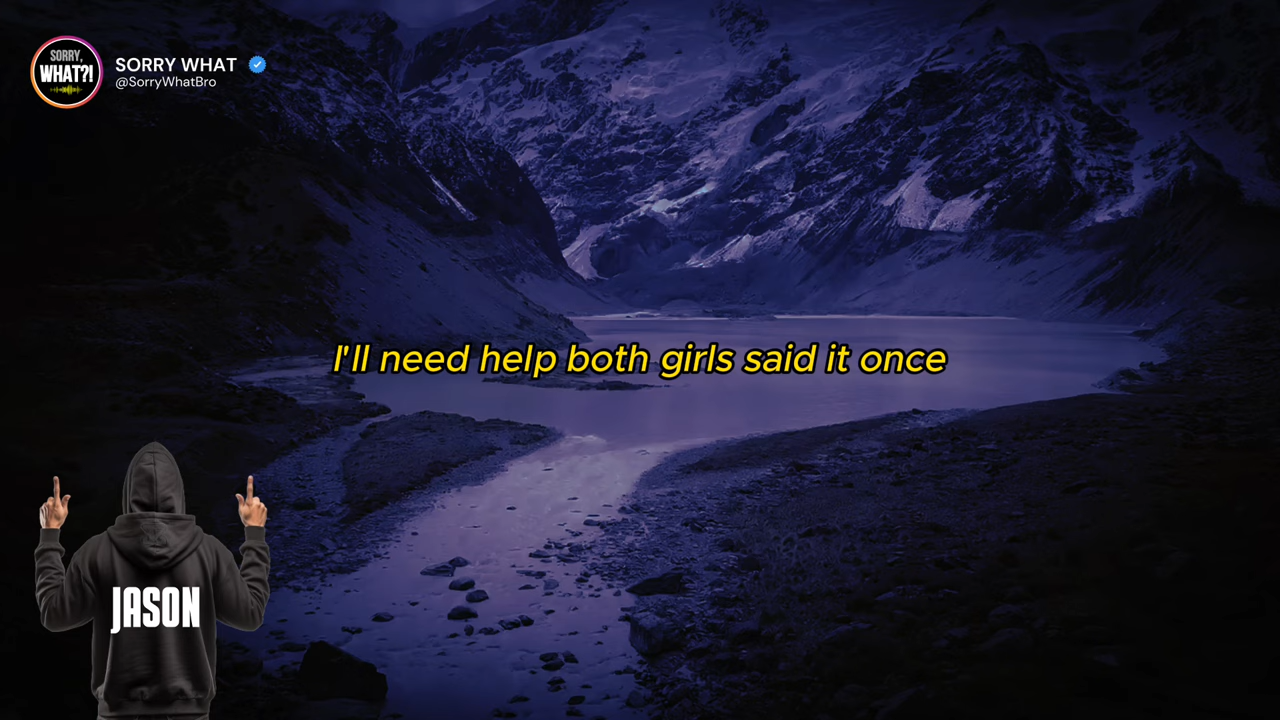 SORRY,
WHAT?!
SORRY WHAT
@SorryWhatBro
I'll need help both girls said it once
JASON